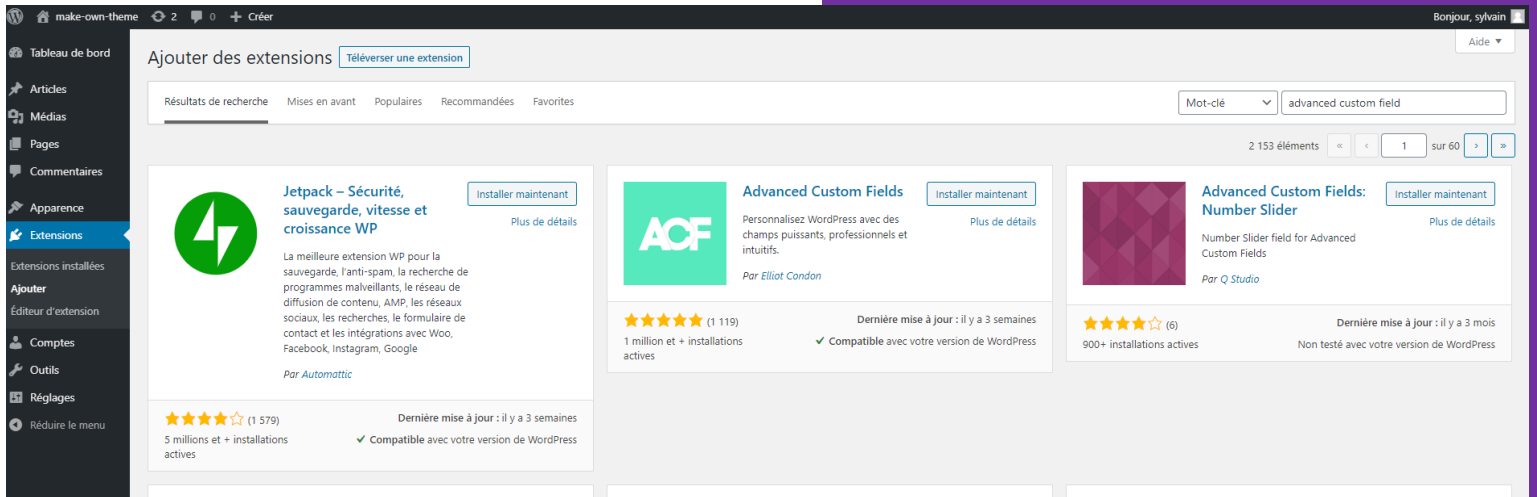 make-own-theme 2 0 Créer Bonjour, sylvain
Tableau de bord
Articles
Médias
Pages
Commentaires
Apparence
Extensions
Extensions installées
Ajouter
Éditeur d'extension
Comptes
Outils
Réglages
Réduire le menu
Aide
Ajouter des extensions Téléverser une extension
Résultats de recherche Mises en avant Populaires Recommandées Favorites Mot-clé advanced custom field
2 153 éléments « ‹ 1 sur 60 › »
Jetpack – Sécurité,
sauvegarde, vitesse et
croissance WP
Installer maintenant
Plus de détails
La meilleure extension WP pour la
sauvegarde, l'anti-spam, la recherche de
programmes malveillants, le réseau de
diffusion de contenu, AMP, les réseaux
sociaux, les recherches, le formulaire de
contact et les intégrations avec Woo,
Facebook, Instagram, Google
Par Automattic
(1 579)
5 millions et + installations
actives
Dernière mise à jour : il y a 3 semaines
Compatible avec votre version de WordPress
ACF
Advanced Custom Fields
Installer maintenant
Plus de détails
Personnalisez WordPress avec des
champs puissants, professionnels et
intuitifs.
Par Elliot Condon
(1 119)
1 million et + installations
actives
Dernière mise à jour : il y a 3 semaines
Compatible avec votre version de WordPress
Advanced Custom Fields:
Number Slider
Installer maintenant
Plus de détails
Number Slider field for Advanced
Custom Fields
Par Q Studio
(6)
900+ installations actives
Dernière mise à jour : il y a 3 mois
Non testé avec votre version de WordPress